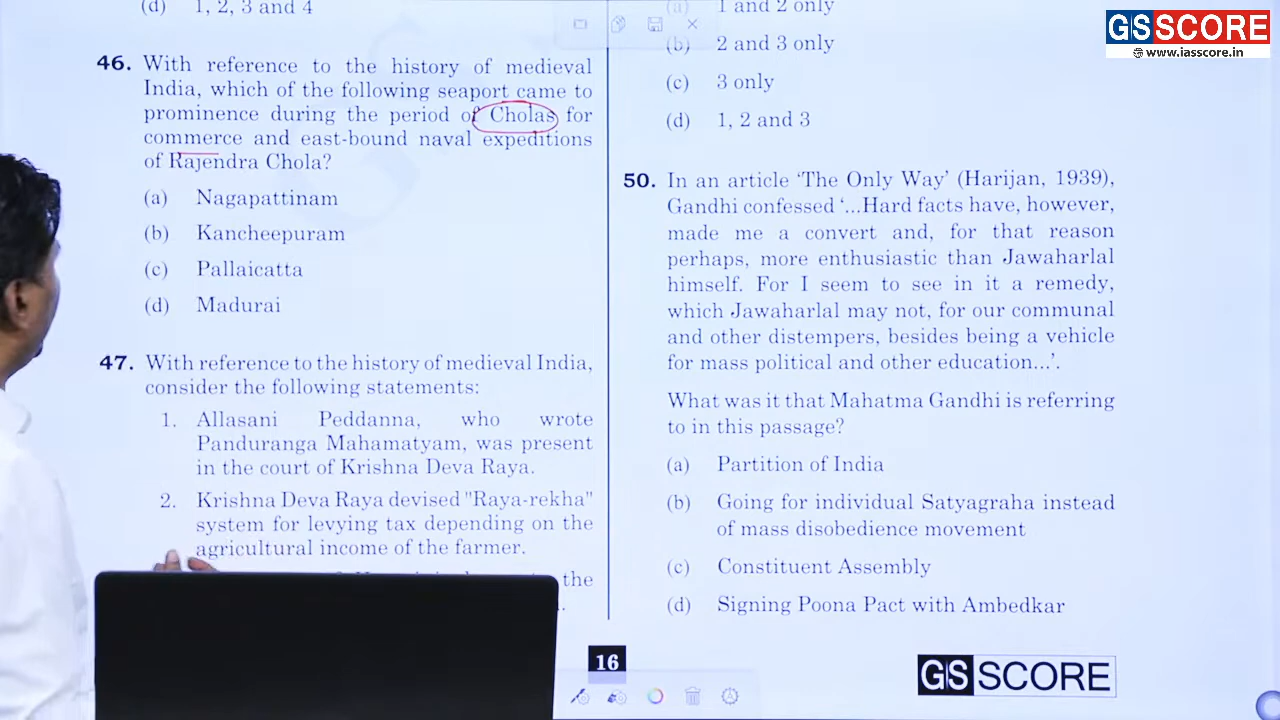 (d) 1, 2, 3 and 4
46. With reference to the history of medieval
India, which of the following seaport came to
prominence during the period of Cholas for
commerce and east-bound naval expeditions
of Rajendra Chola?
(a) Nagapattinam
(b) Kancheepuram
(c) Pallaicatta
(d) Madurai
47. With reference to the history of medieval India,
consider the following statements:
1. Allasani Peddanna, who wrote
Panduranga Mahamatyam, was present
in the court of Krishna Deva Raya.
2. Krishna Deva Raya devised "Raya-rekha"
system for levying tax depending on the
agricultural income of the farmer.
the
(a) 1 and 2 only
(b) 2 and 3 only
(c) 3 only
(d) 1, 2 and 3
50. In an article 'The Only Way' (Harijan, 1939),
Gandhi confessed '...Hard facts have, however,
made me a convert and, for that reason
perhaps, more enthusiastic than Jawaharlal
himself. For I seem to see in it a remedy,
which Jawaharlal may not, for our communal
and other distempers, besides being a vehicle
for mass political and other education...'.
What was it that Mahatma Gandhi is referring
to in this passage?
(a) Partition of India
(b) Going for individual Satyagraha instead
of mass disobedience movement
(c) Constituent Assembly
(d) Signing Poona Pact with Ambedkar
16
GS SCORE
GS SCORE
www.iasscore.in